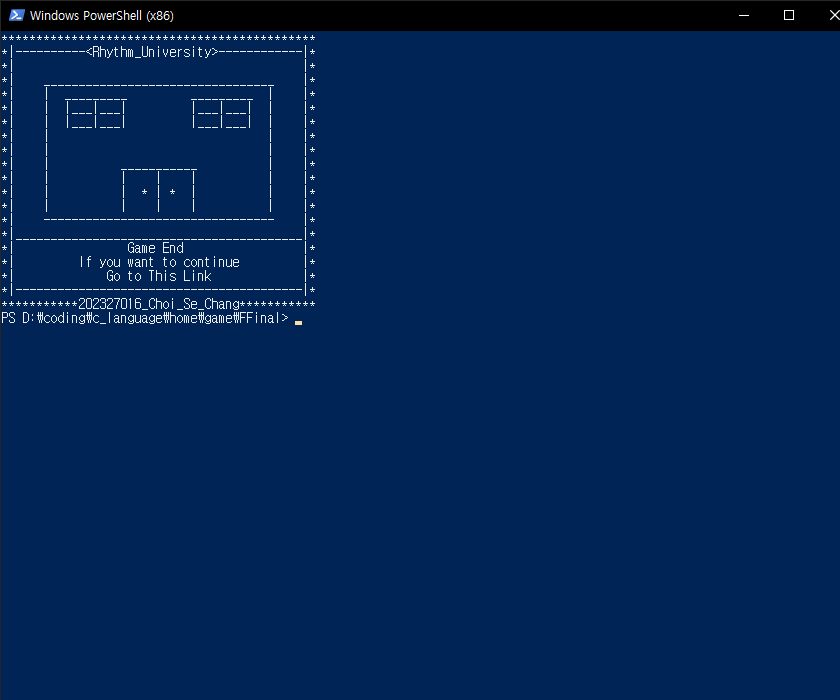 Windows PowerShell (x86)
*********************************************
*|----------<Rhythm_University>------------|*
Game End
If you want to continue
Go to This Link
***********202327016_Choi_Se_Chang***********
PS D:₩coding₩c_language₩home₩game₩FFinal>